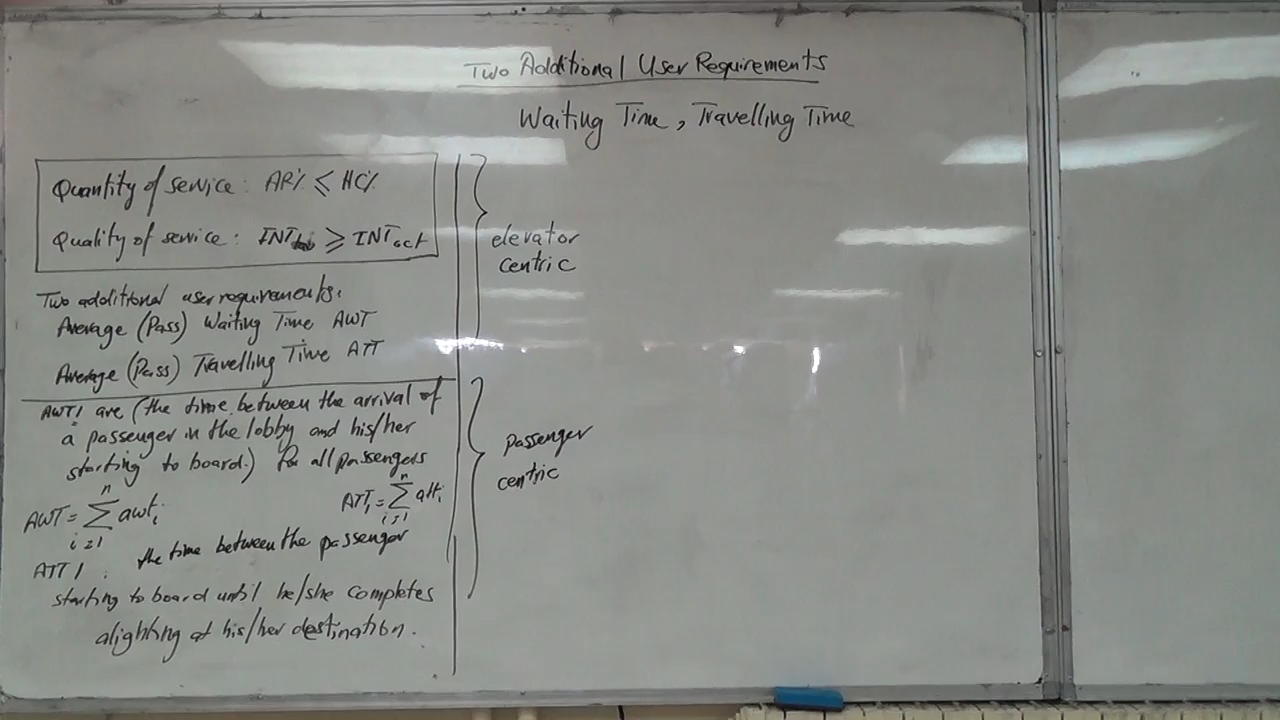 Two Additional User Requirements
Waiting Time, Travelling Time
Quantity of service: AR% ≤ HC%
Quality of service: INT ≥ INTact
elevator
centric
Two additional user requirements:
Average (Pass) Waiting Time AWT
Average (Pass) Travelling Time ATT
AWT: are (the time between the arrival of
a passenger in the lobby and his/her
starting to board.) for all passengers
passenger
centric
AWT = n∑i=1 awti
ATT, = n∑i=1 atti
ATT : the time between the passenger
starting to board until he/she completes
alighting at his/her destination.